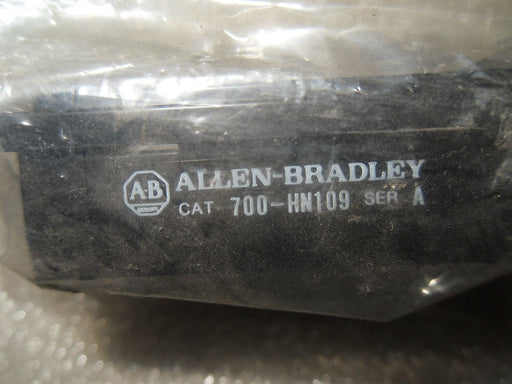 AB ALLEN-BRADLEY
CAT 700-HN109 SER A